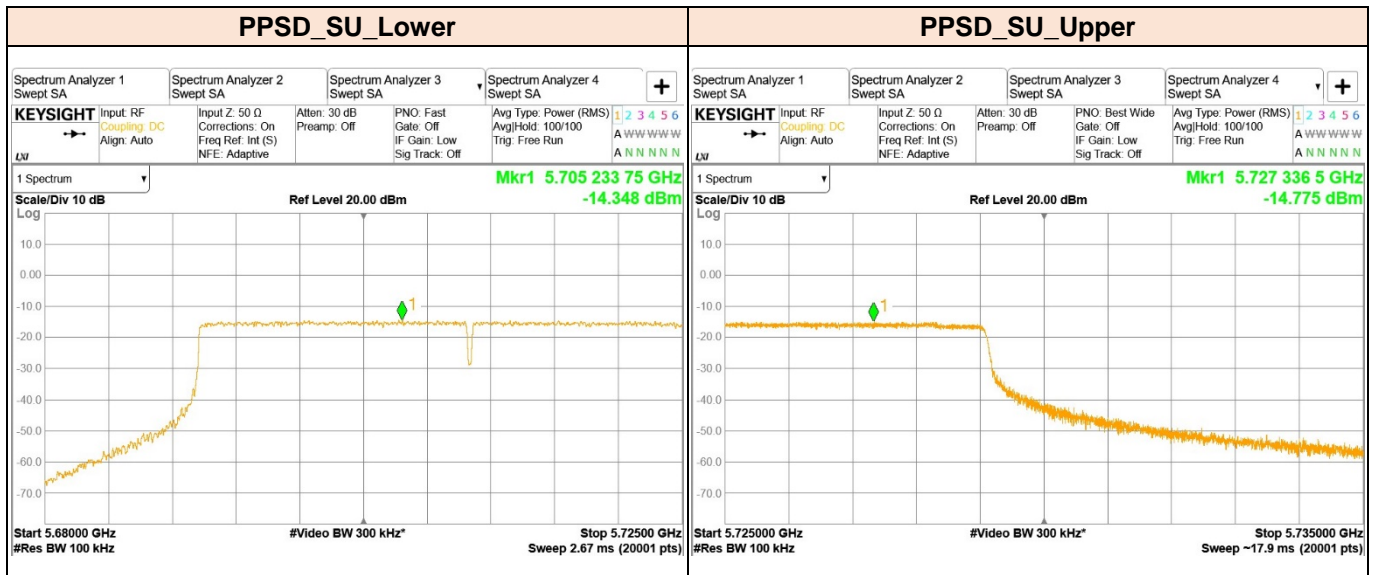 PPSD_SU_Lower
Spectrum Analyzer 1 Spectrum Analyzer 2 Spectrum Analyzer 3 Spectrum Analyzer 4
Swept SA Swept SA Swept SA Swept SA +
KEYSIGHT Input: RF Input Z: 50 Ω Atten: 30 dB PNO: Fast Avg Type: Power (RMS) 1 2 3 4 5 6
Coupling: DC Corrections: On Preamp: Off Gate: Off Avg|Hold: 100/100
Align: Auto Freq Ref: Int (S) IF Gain: Low Trig: Free Run A W W W W W
LXI NFE: Adaptive Sig Track: Off A N N N N N
1 Spectrum Mkr1 5.705 233 75 GHz
Scale/Div 10 dB Ref Level 20.00 dBm -14.348 dBm
Log
10.0
0.00
-10.0 1
-20.0
-30.0
-40.0
-50.0
-60.0
-70.0
Start 5.68000 GHz #Video BW 300 kHz* Stop 5.72500 GHz
#Res BW 100 kHz Sweep 2.67 ms (20001 pts)
PPSD_SU_Upper
Spectrum Analyzer 1 Spectrum Analyzer 2 Spectrum Analyzer 3 Spectrum Analyzer 4
Swept SA Swept SA Swept SA Swept SA +
KEYSIGHT Input: RF Input Z: 50 Ω Atten: 30 dB PNO: Best Wide Avg Type: Power (RMS) 1 2 3 4 5 6
Coupling: DC Corrections: On Preamp: Off Gate: Off Avg|Hold: 100/100
Align: Auto Freq Ref: Int (S) IF Gain: Low Trig: Free Run A W W W W W
LXI NFE: Adaptive Sig Track: Off A N N N N N
1 Spectrum Mkr1 5.727 336 5 GHz
Scale/Div 10 dB Ref Level 20.00 dBm -14.775 dBm
Log
10.0
0.00
-10.0 1
-20.0
-30.0
-40.0
-50.0
-60.0
-70.0
Start 5.725000 GHz #Video BW 300 kHz* Stop 5.735000 GHz
#Res BW 100 kHz Sweep ~17.9 ms (20001 pts)